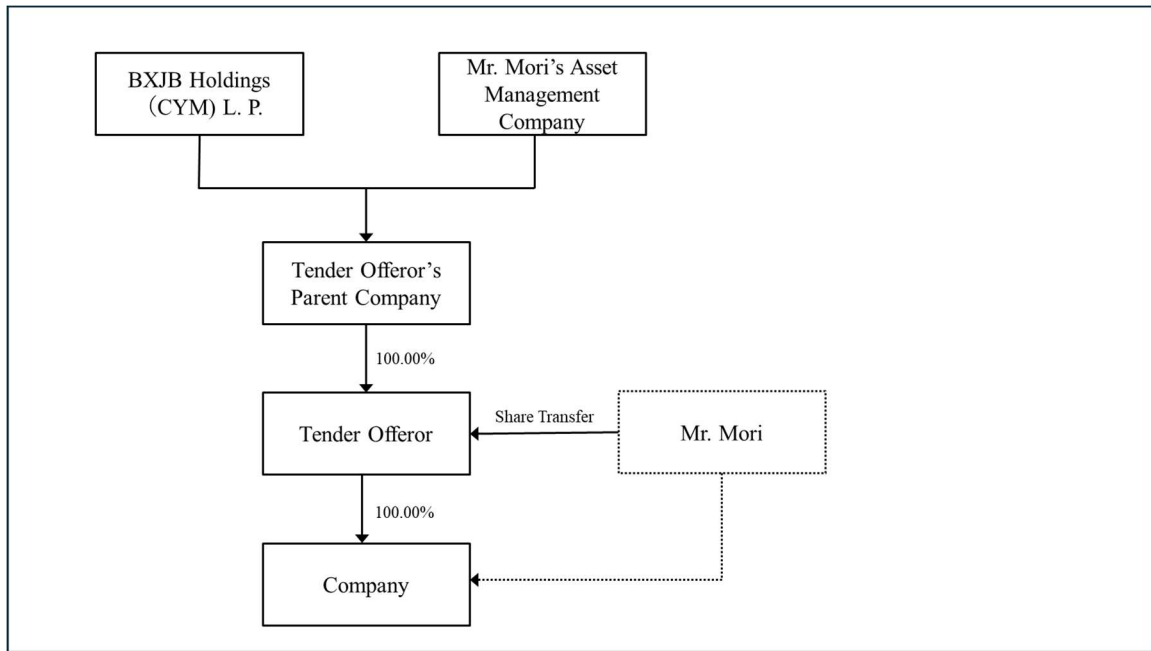 BXJB Holdings
（CYM) L. P.
Mr. Mori’s Asset
Management
Company
Tender Offeror’s
Parent Company
100.00%
Tender Offeror
Share Transfer
Mr. Mori
100.00%
Company